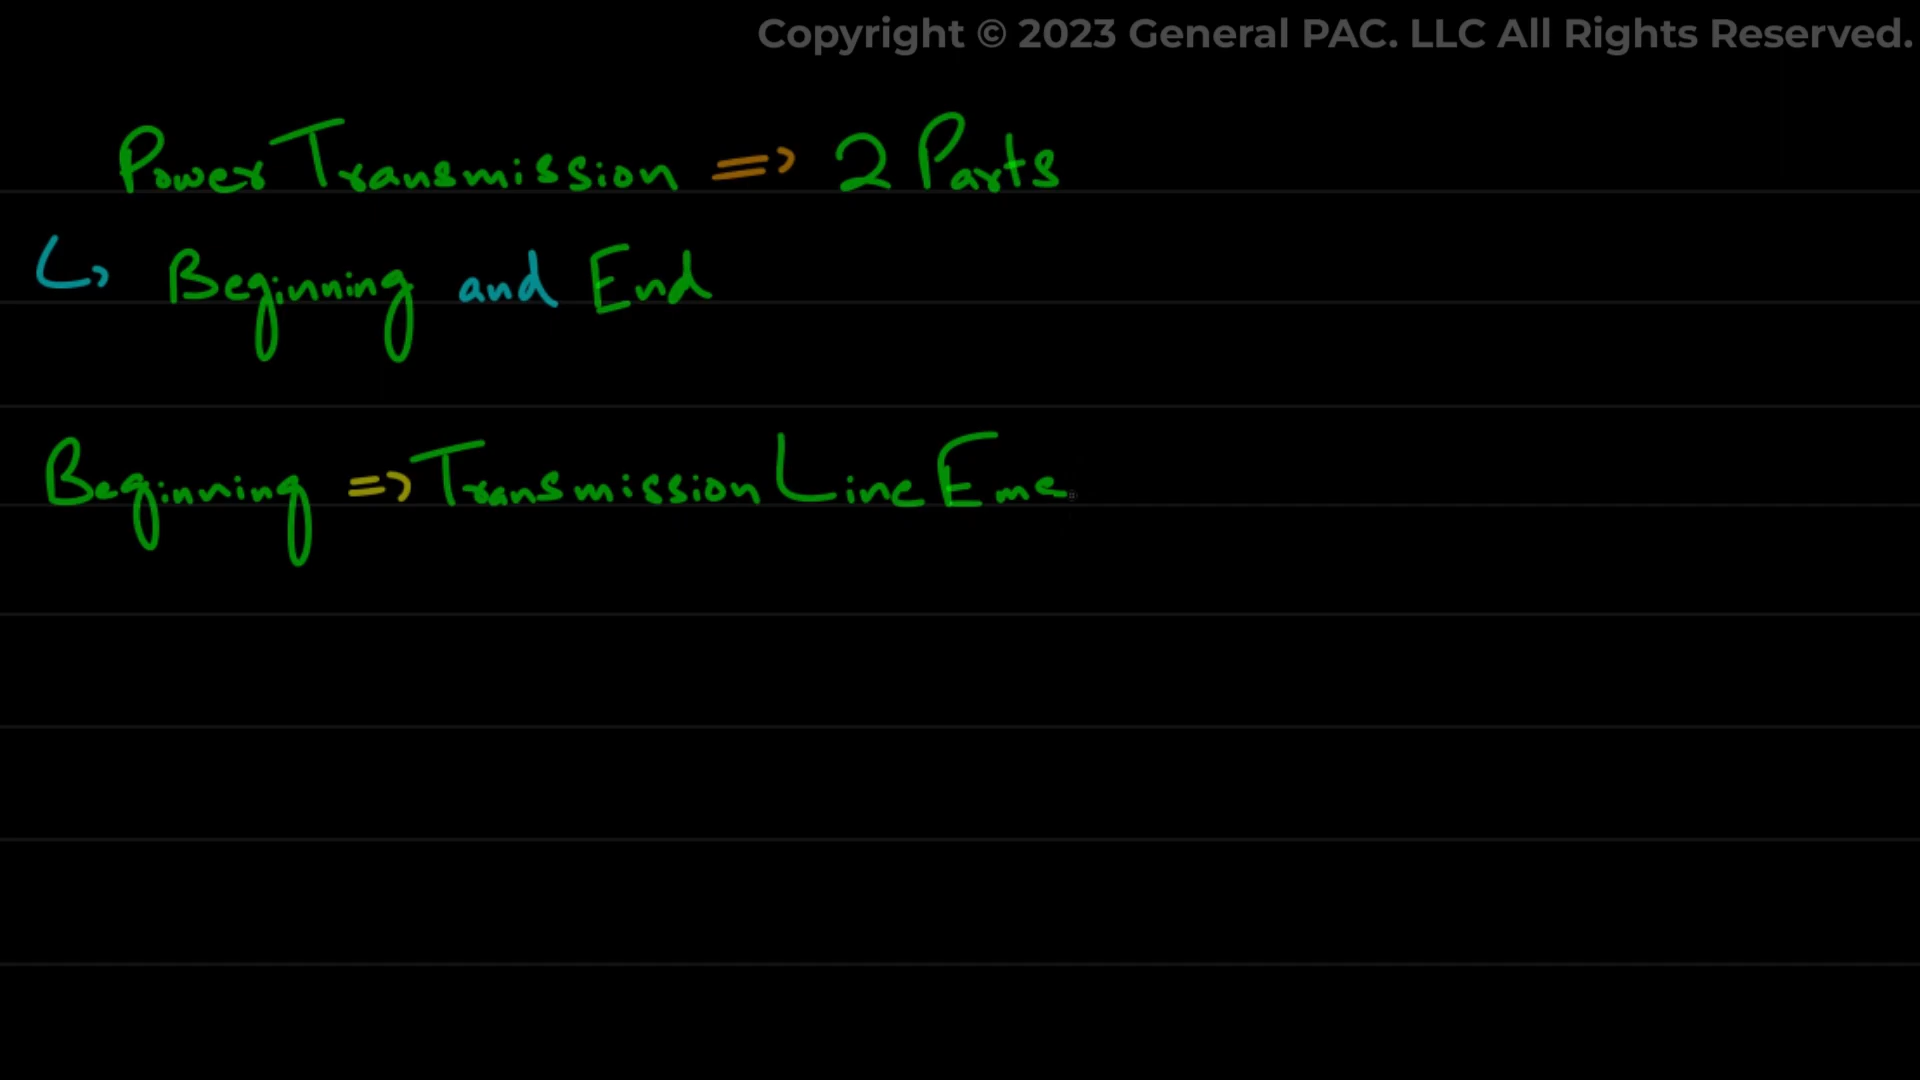 Copyright © 2023 General PAC. LLC All Rights Reserved.
Power Transmission => 2 Parts
↳ Beginning and End
Beginning => Transmission Line Eme